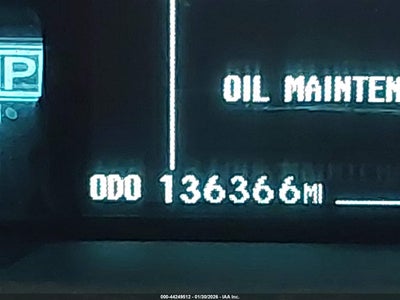 P
OIL MAINTEN
ODO 136366MI
000-44249512 - 01/20/2026 - IAA Inc.